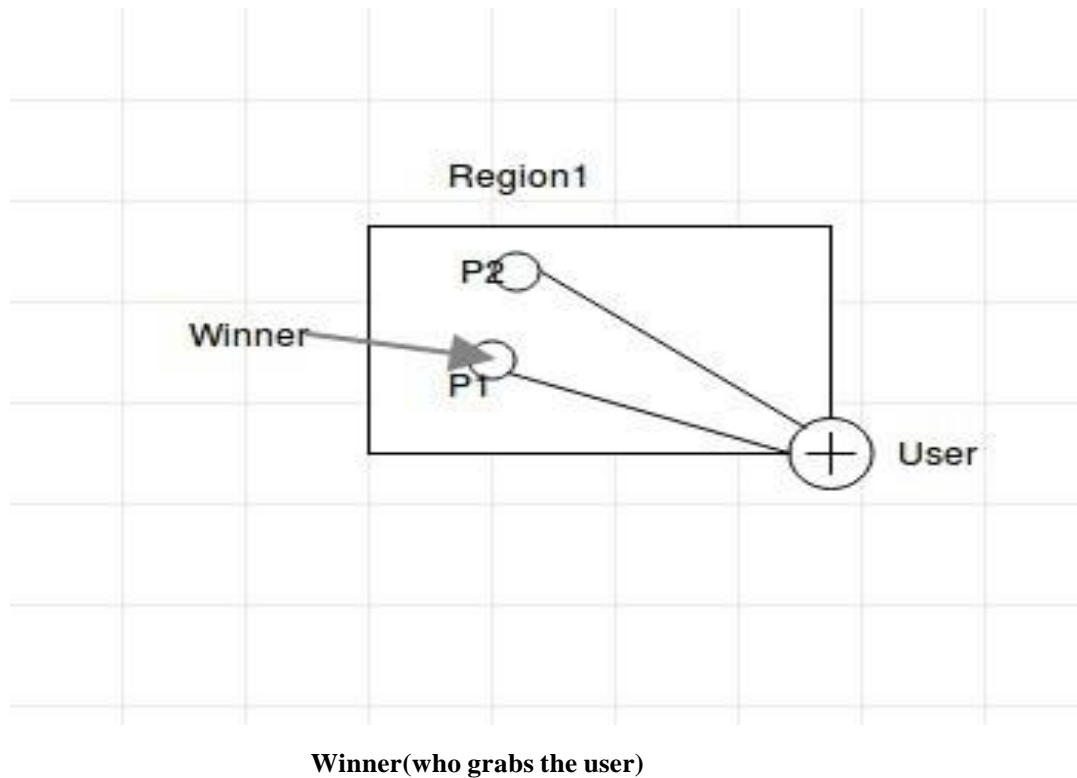 Region1
P2
Winner
P1
User
Winner(who grabs the user)